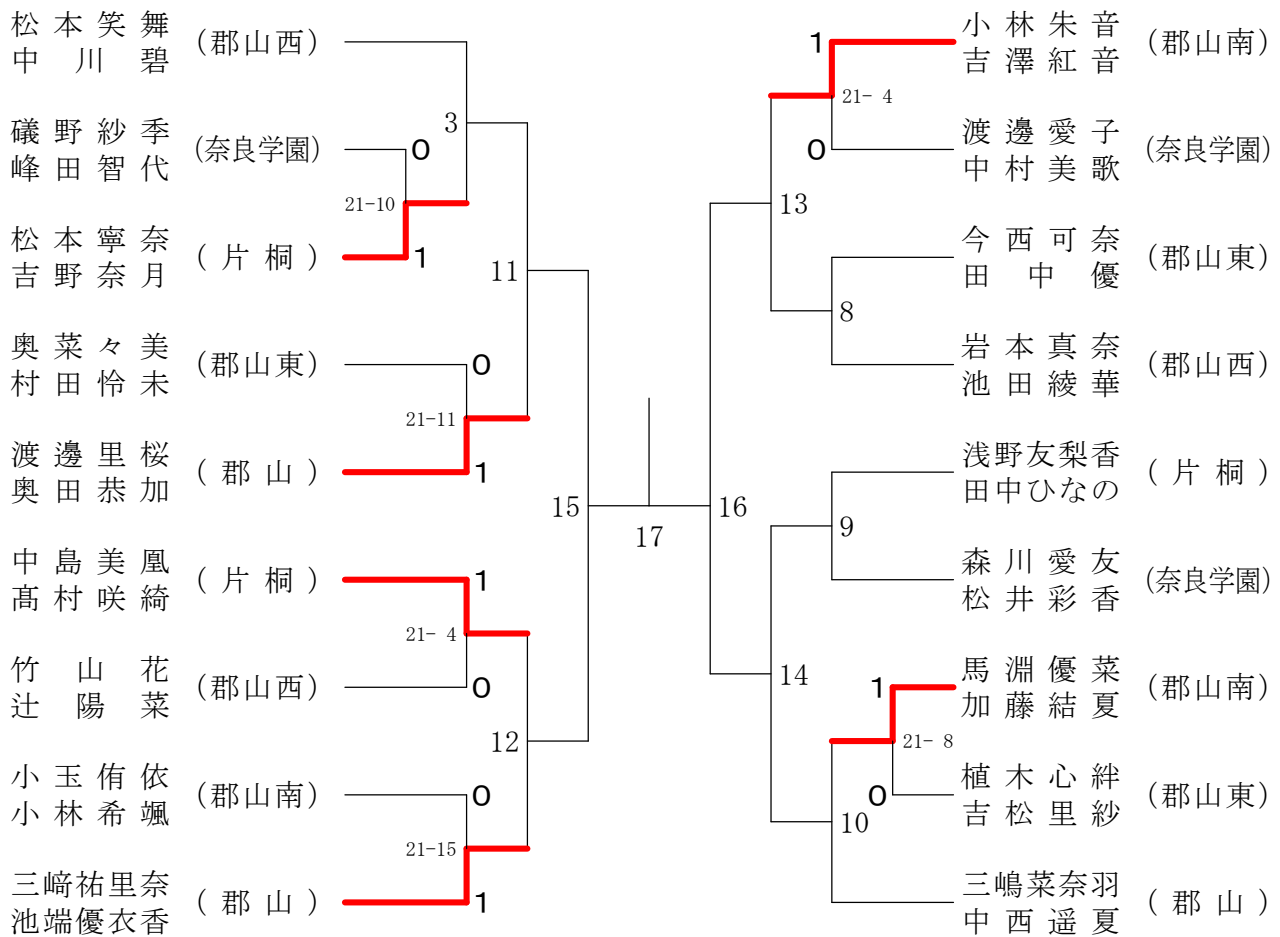 松本笑舞
中川碧
(郡山西)
3
礒野紗季
峰田智代
(奈良学園)
0
21-10
松本寧奈
吉野奈月
(片桐)
1
11
奥菜々美
村田怜未
(郡山東)
0
21-11
渡邊里桜
奥田恭加
(郡山)
1
15
中島美凰
髙村咲綺
(片桐)
1
21- 4
竹山花
辻陽菜
(郡山西)
0
12
小玉侑依
小林希颯
(郡山南)
0
21-15
三﨑祐里奈
池端優衣香
(郡山)
1
17
小林朱音
吉澤紅音
(郡山南)
1
21- 4
渡邊愛子
中村美歌
(奈良学園)
0
13
今西可奈
田中優
(郡山東)
8
岩本真奈
池田綾華
(郡山西)
16
浅野友梨香
田中ひなの
(片桐)
9
森川愛友
松井彩香
(奈良学園)
14
馬淵優菜
加藤結夏
(郡山南)
1
21- 8
植木心絆
吉松里紗
(郡山東)
0
10
三嶋菜奈羽
中西遥夏
(郡山)